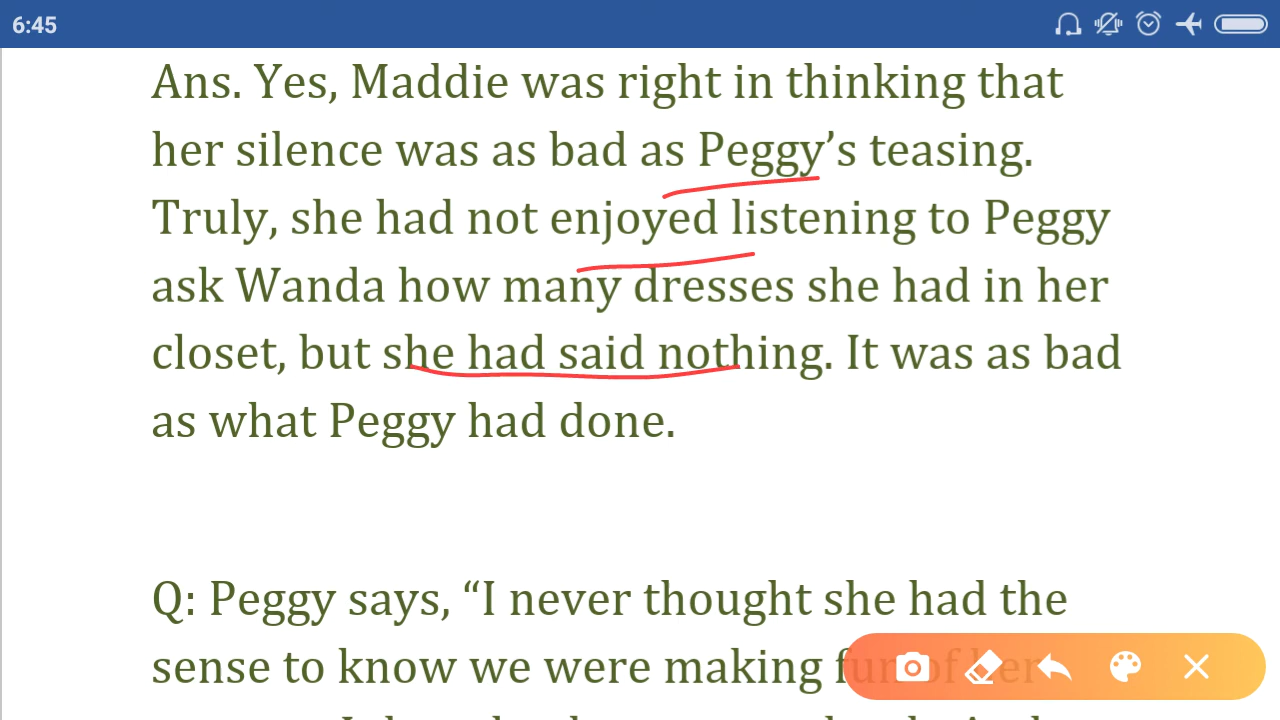 6:45
Ans. Yes, Maddie was right in thinking that
her silence was as bad as Peggy’s teasing.
Truly, she had not enjoyed listening to Peggy
ask Wanda how many dresses she had in her
closet, but she had said nothing. It was as bad
as what Peggy had done.
Q: Peggy says, “I never thought she had the
sense to know we were making fun of her